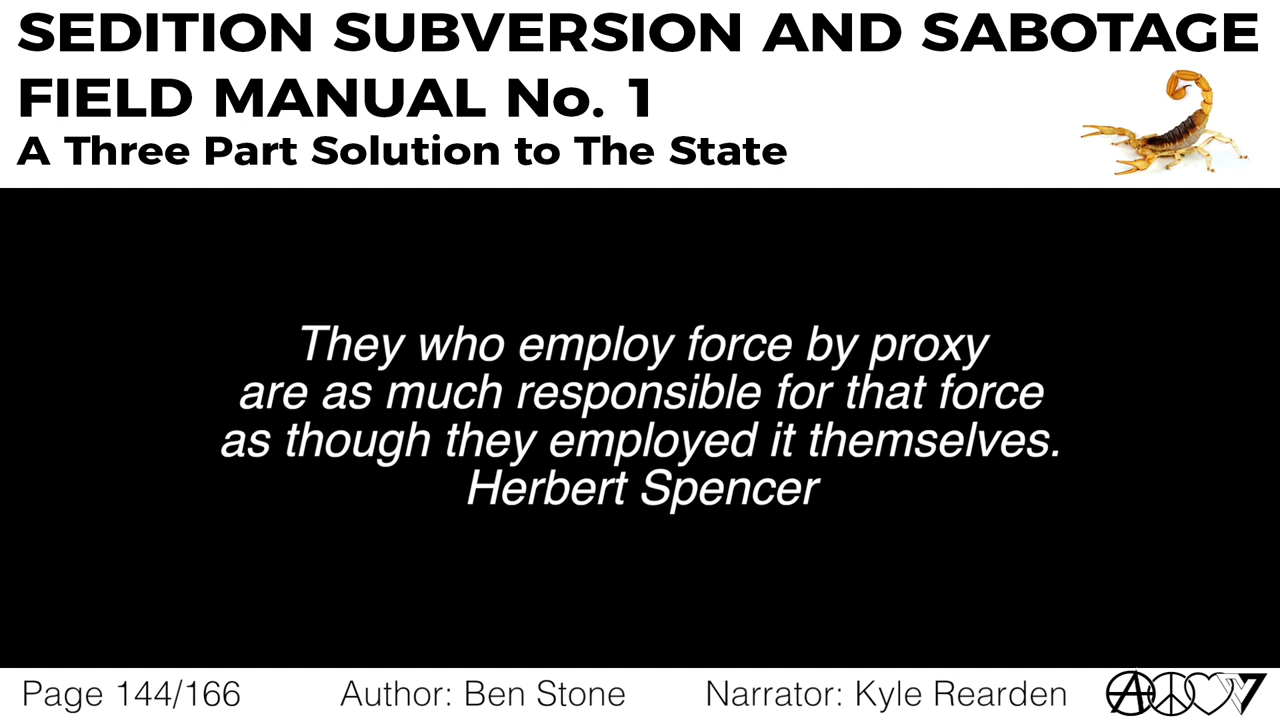 SEDITION SUBVERSION AND SABOTAGE
FIELD MANUAL No. 1
A Three Part Solution to The State
They who employ force by proxy
are as much responsible for that force
as though they employed it themselves.
Herbert Spencer
Page 144/166
Author: Ben Stone
Narrator: Kyle Rearden